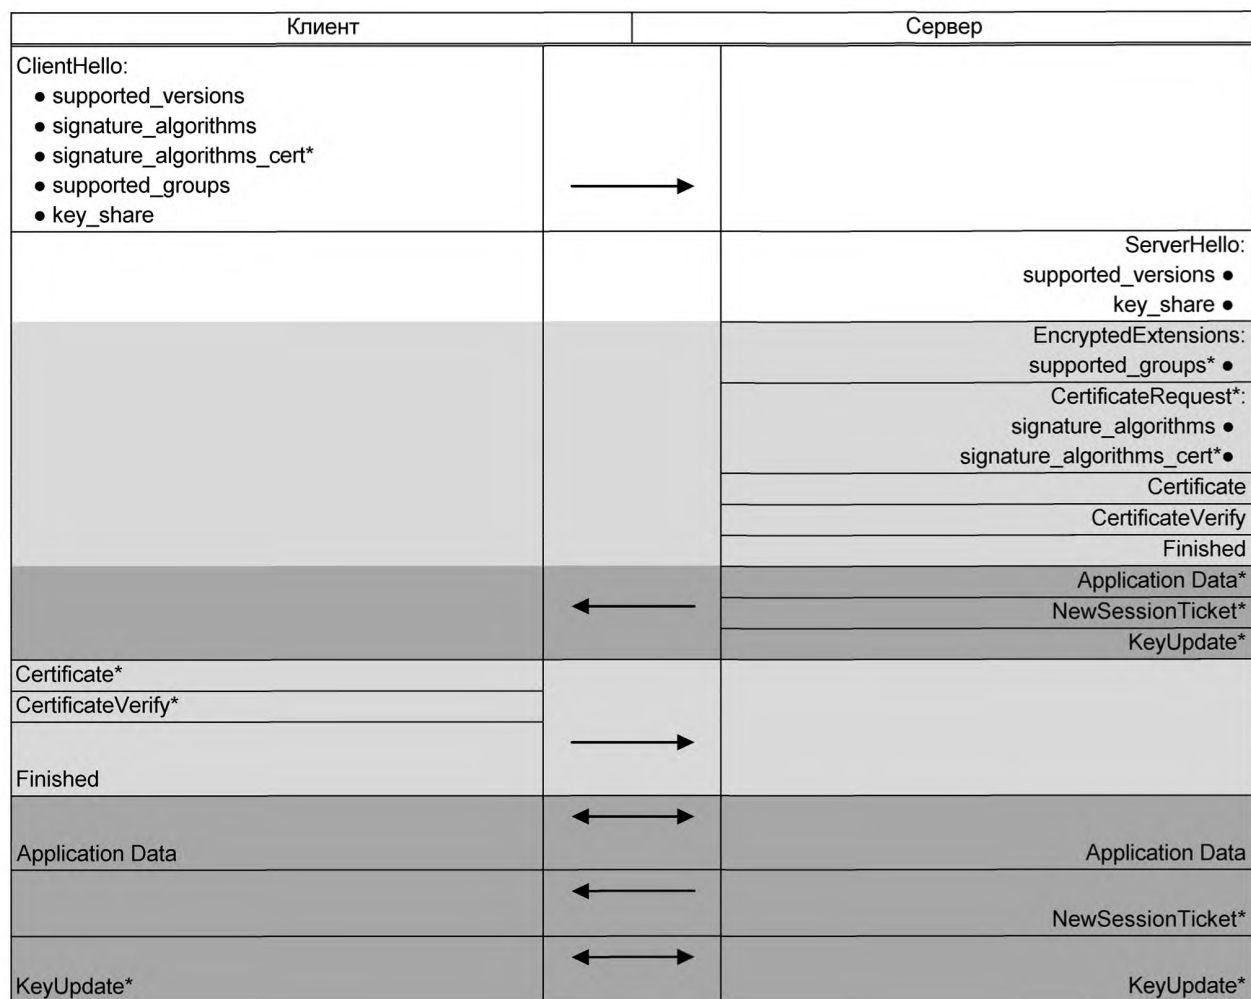 Клиент
Сервер
ClientHello:
● supported_versions
● signature_algorithms
● signature_algorithms_cert*
● supported_groups
● key_share
ServerHello:
supported_versions ●
key_share ●
EncryptedExtensions:
supported_groups* ●
CertificateRequest*:
signature_algorithms ●
signature_algorithms_cert*●
Certificate
CertificateVerify
Finished
Application Data*
NewSessionTicket*
KeyUpdate*
Certificate*
CertificateVerify*
Finished
Application Data
Application Data
NewSessionTicket*
KeyUpdate*
KeyUpdate*